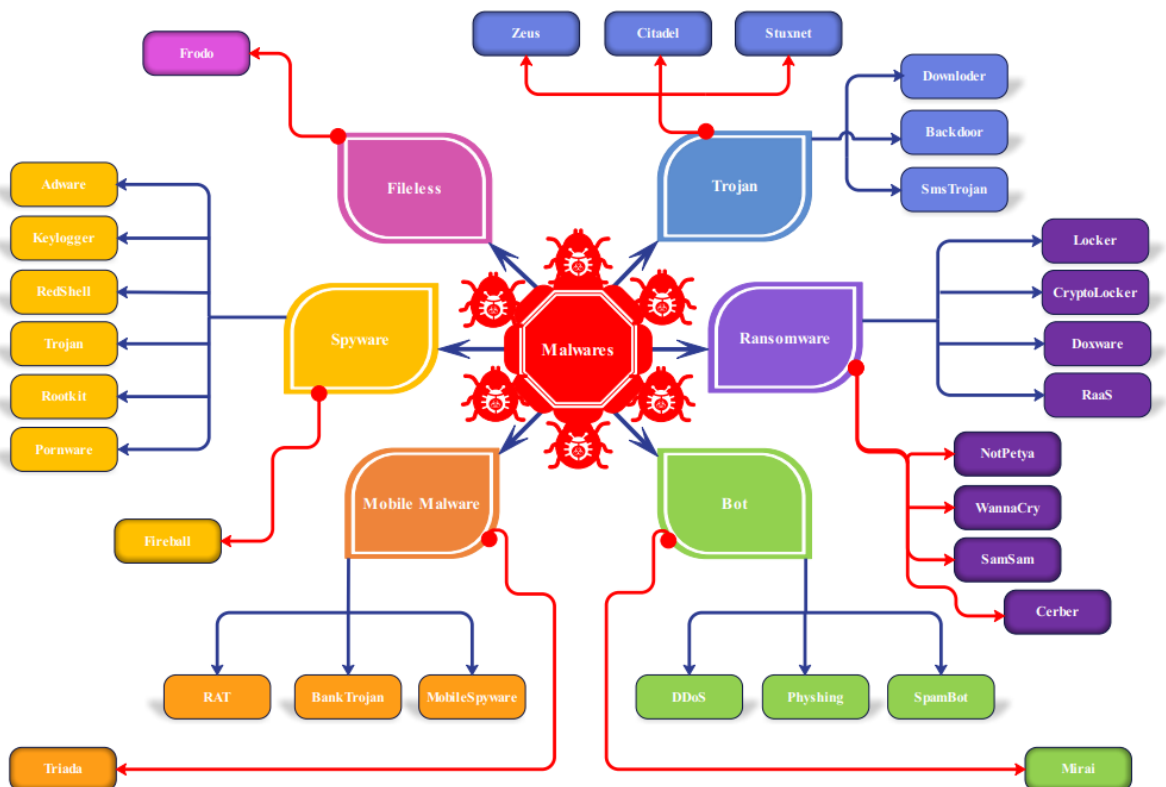 Zeus
Citadel
Stuxnet
Frodo
Downloder
Backdoor
SmsTrojan
Fileless
Trojan
Adware
Keylogger
RedShell
Trojan
Rootkit
Pornware
Spyware
Malwares
Ransomware
Locker
CryptoLocker
Doxware
RaaS
NotPetya
WannaCry
SamSam
Cerber
Fireball
Mobile Malware
Bot
RAT
BankTrojan
MobileSpyware
DDoS
Physhing
SpamBot
Triada
Mirai